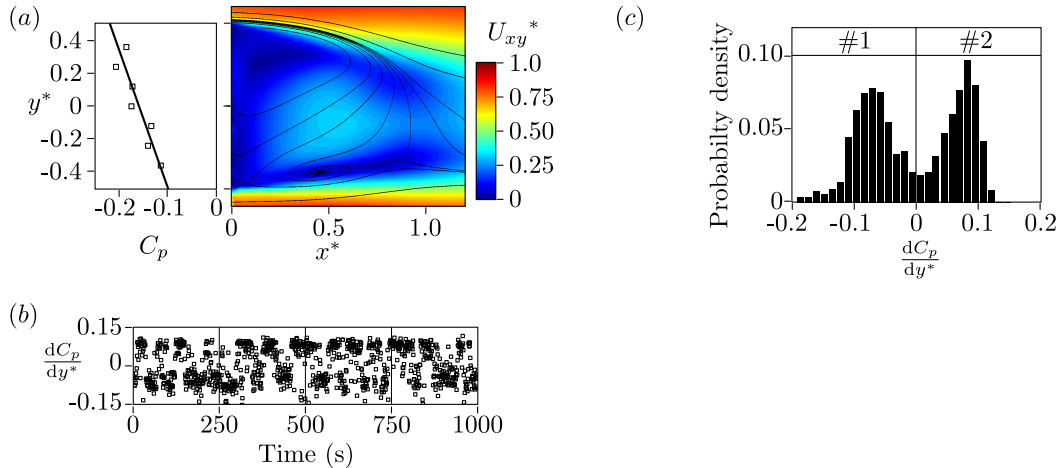 (a)
0.4
0.2
y*
0
-0.2
-0.4
-0.2 -0.1 0
C_p
0 0.5 1.0
x*
U_xy*
1.0
0.75
0.50
0.25
0
(b)
0.15
dC_p
dy*
0
-0.15
0 250 500 750 1000
Time (s)
(c)
#1 #2
Probabilty density
0.10
0.05
0
-0.2 -0.1 0 0.1 0.2
dC_p
dy*